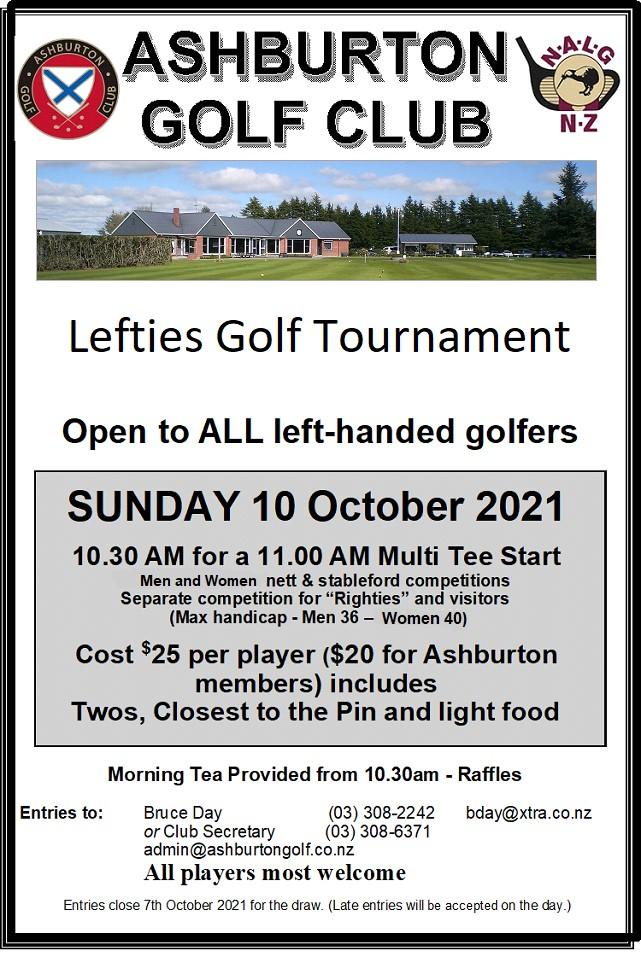 ASHBURTON
GOLF CLUB
ASHBURTON
GOLF CLUB
N·A·L·G
N·Z
Lefties Golf Tournament
Open to ALL left-handed golfers
SUNDAY 10 October 2021
10.30 AM for a 11.00 AM Multi Tee Start
Men and Women nett & stableford competitions
Separate competition for “Righties” and visitors
(Max handicap - Men 36 – Women 40)
Cost $25 per player ($20 for Ashburton
members) includes
Twos, Closest to the Pin and light food
Morning Tea Provided from 10.30am - Raffles
Entries to: Bruce Day (03) 308-2242 bday@xtra.co.nz
or Club Secretary (03) 308-6371
admin@ashburtongolf.co.nz
All players most welcome
Entries close 7th October 2021 for the draw. (Late entries will be accepted on the day.)